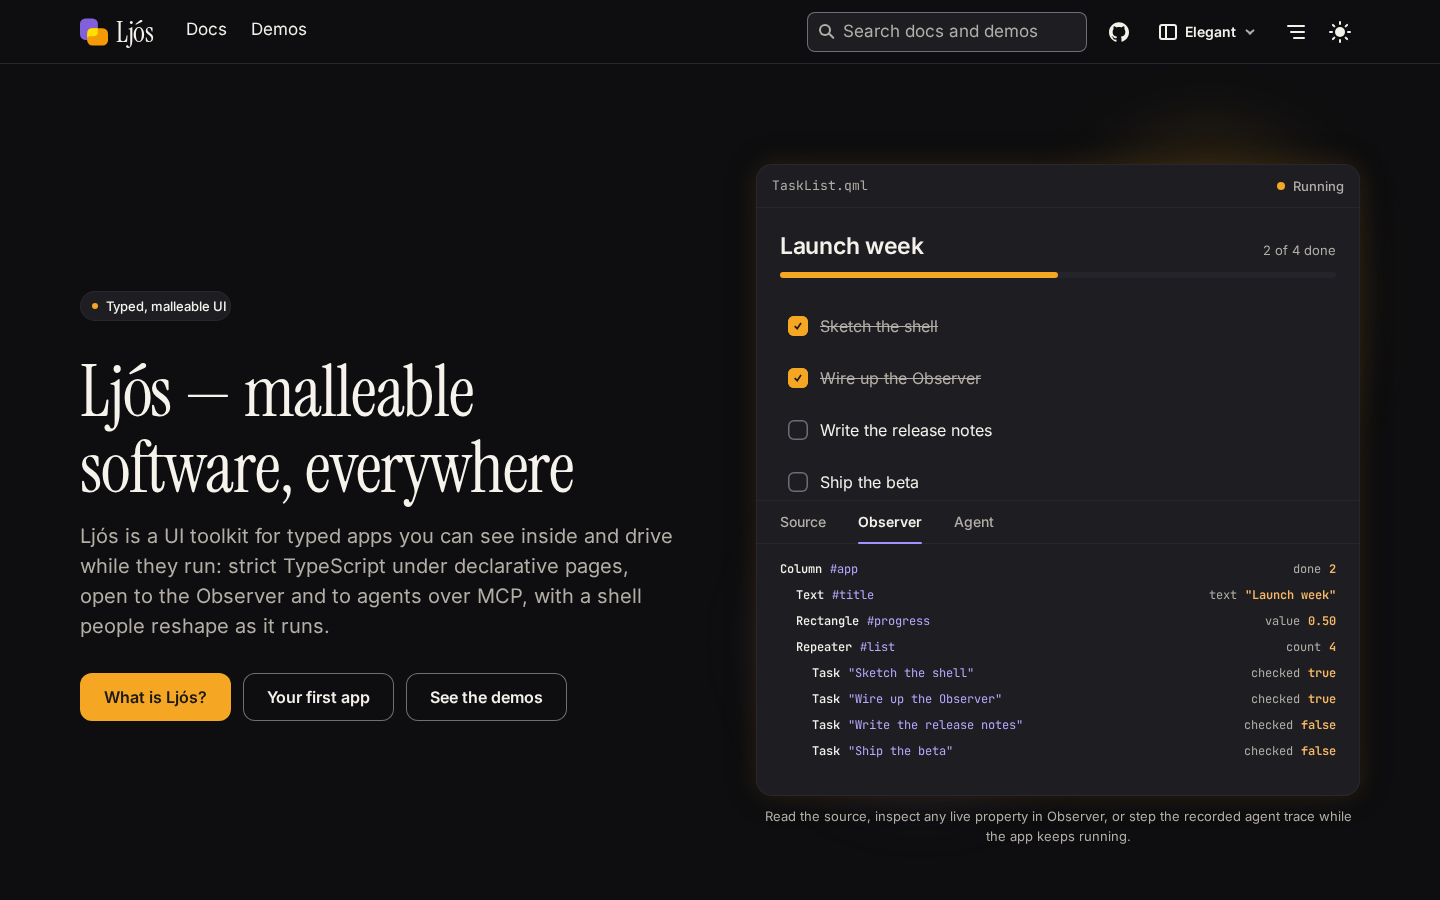 Ljós
Docs
Demos
Search docs and demos
Elegant
Typed, malleable UI
Ljós — malleable
software, everywhere
Ljós is a UI toolkit for typed apps you can see inside and drive
while they run: strict TypeScript under declarative pages,
open to the Observer and to agents over MCP, with a shell
people reshape as it runs.
What is Ljós?
Your first app
See the demos
TaskList.qml
Running
Launch week
2 of 4 done
Sketch the shell
Wire up the Observer
Write the release notes
Ship the beta
Source
Observer
Agent
Column #app done 2
Text #title text "Launch week"
Rectangle #progress value 0.50
Repeater #list count 4
Task "Sketch the shell" checked true
Task "Wire up the Observer" checked true
Task "Write the release notes" checked false
Task "Ship the beta" checked false
Read the source, inspect any live property in Observer, or step the recorded agent trace while
the app keeps running.